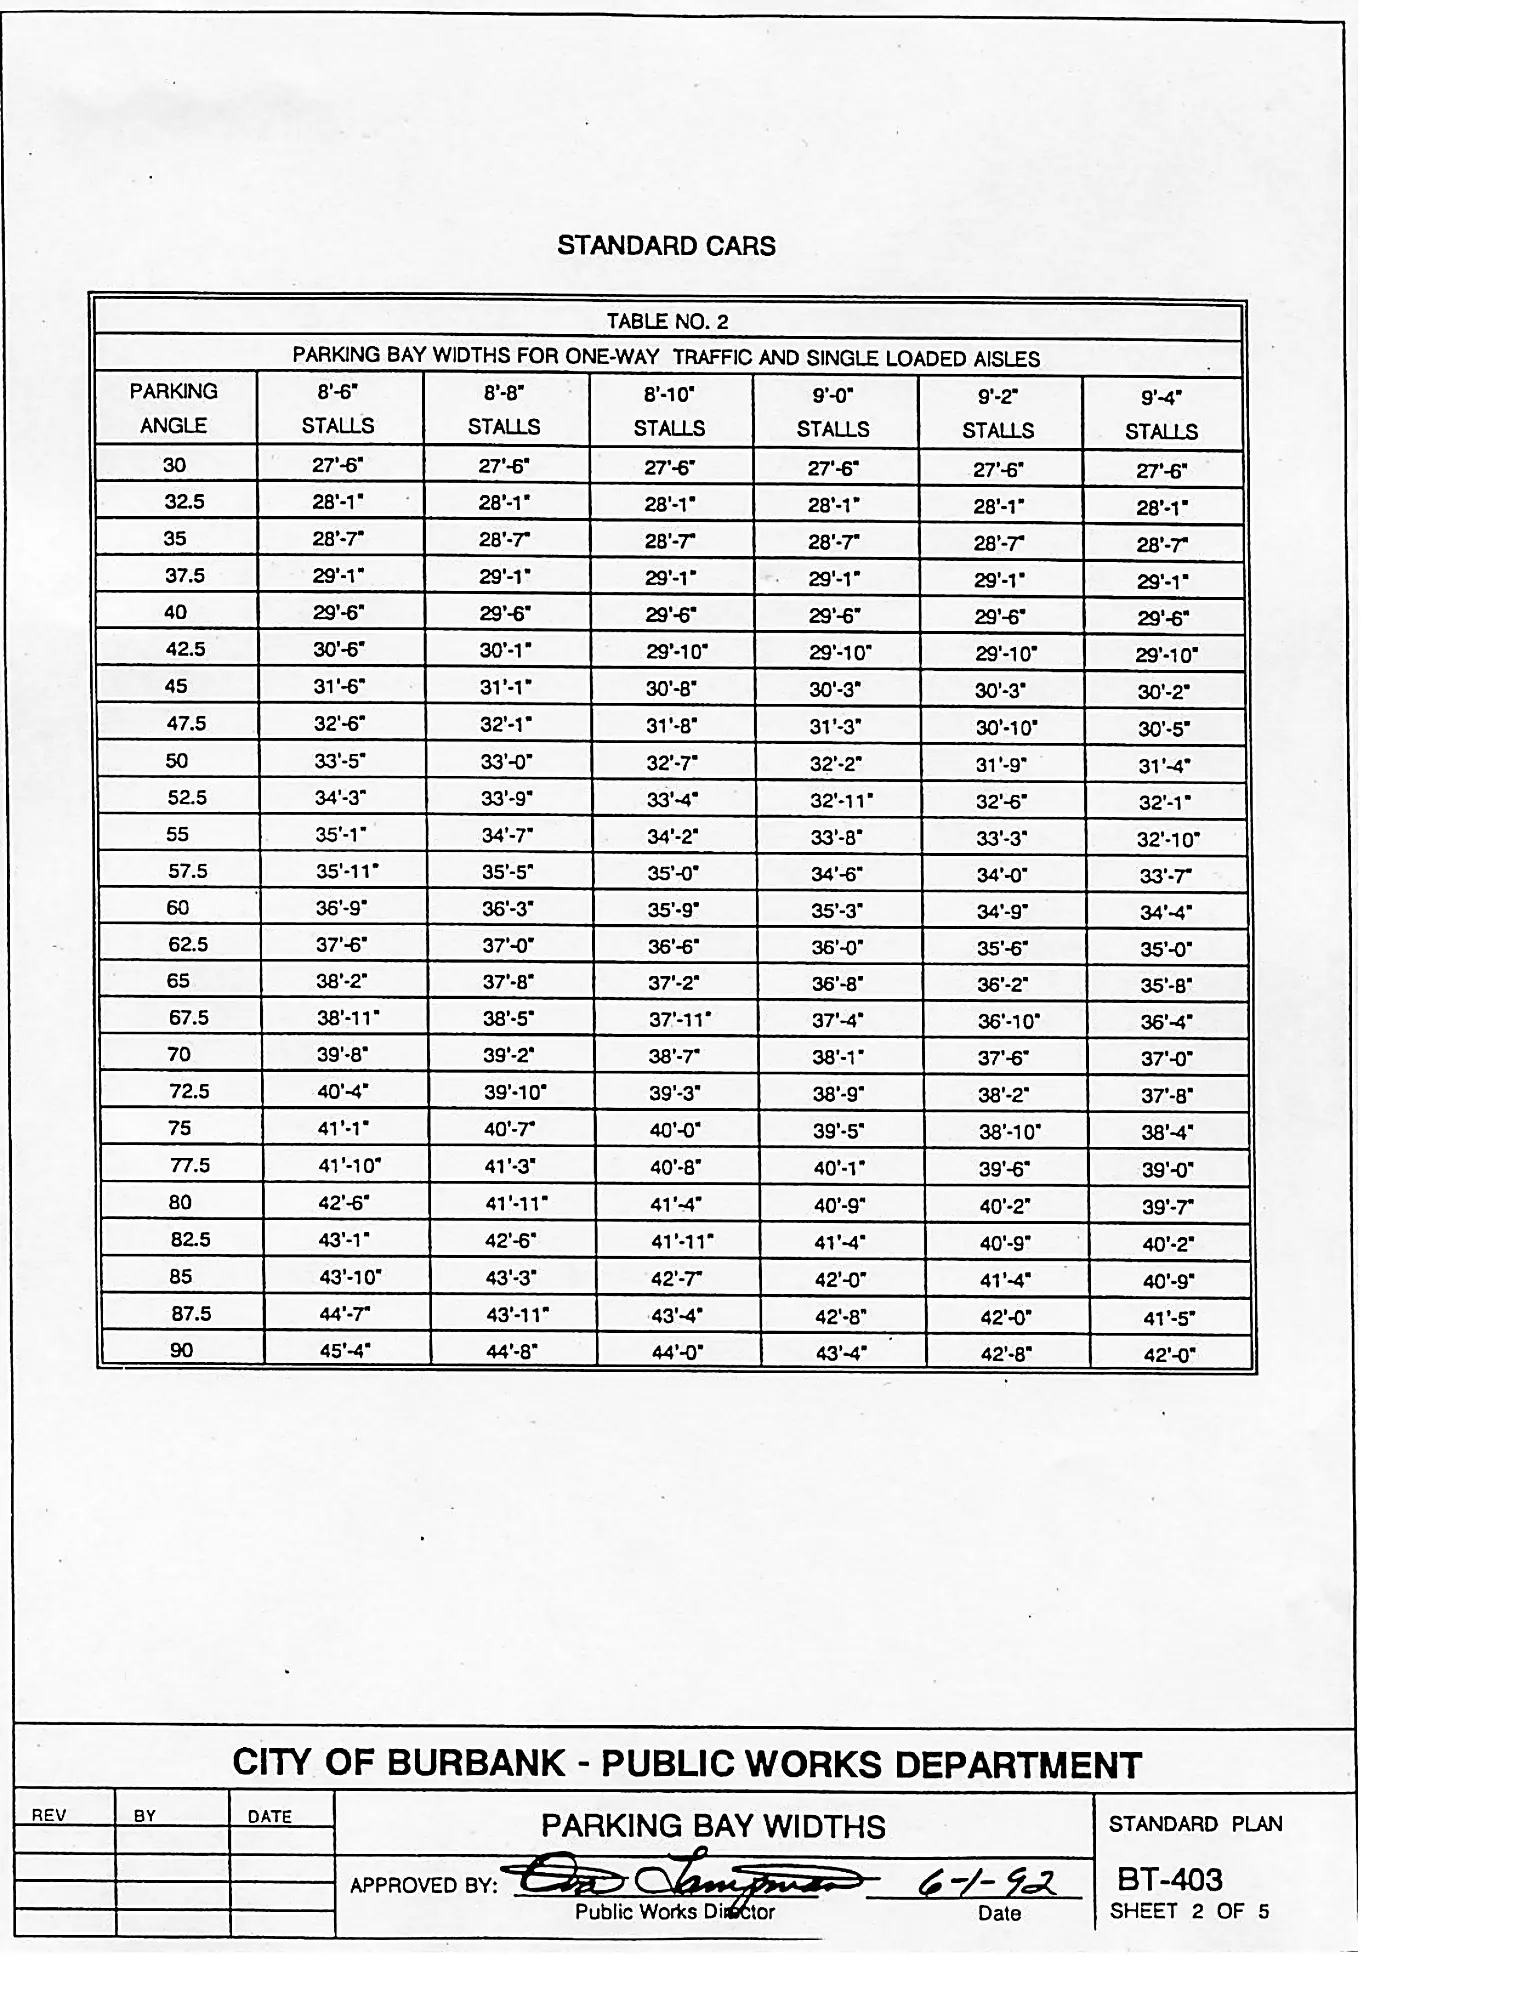 STANDARD CARS
TABLE NO. 2
PARKING BAY WIDTHS FOR ONE-WAY TRAFFIC AND SINGLE LOADED AISLES
PARKING ANGLE 8'-6" STALLS 8'-8" STALLS 8'-10" STALLS 9'-0" STALLS 9'-2" STALLS 9'-4" STALLS
30 27'-6" 27'-6" 27'-6" 27'-6" 27'-6" 27'-6"
32.5 28'-1" 28'-1" 28'-1" 28'-1" 28'-1" 28'-1"
35 28'-7" 28'-7" 28'-7" 28'-7" 28'-7" 28'-7"
37.5 29'-1" 29'-1" 29'-1" 29'-1" 29'-1" 29'-1"
40 29'-6" 29'-6" 29'-6" 29'-6" 29'-6" 29'-6"
42.5 30'-6" 30'-1" 29'-10" 29'-10" 29'-10" 29'-10"
45 31'-6" 31'-1" 30'-8" 30'-3" 30'-3" 30'-2"
47.5 32'-6" 32'-1" 31'-8" 31'-3" 30'-10" 30'-5"
50 33'-5" 33'-0" 32'-7" 32'-2" 31'-9" 31'-4"
52.5 34'-3" 33'-9" 33'-4" 32'-11" 32'-6" 32'-1"
55 35'-1" 34'-7" 34'-2" 33'-8" 33'-3" 32'-10"
57.5 35'-11" 35'-5" 35'-0" 34'-6" 34'-0" 33'-7"
60 36'-9" 36'-3" 35'-9" 35'-3" 34'-9" 34'-4"
62.5 37'-6" 37'-0" 36'-6" 36'-0" 35'-6" 35'-0"
65 38'-2" 37'-8" 37'-2" 36'-8" 36'-2" 35'-8"
67.5 38'-11" 38'-5" 37'-11" 37'-4" 36'-10" 36'-4"
70 39'-8" 39'-2" 38'-7" 38'-1" 37'-6" 37'-0"
72.5 40'-4" 39'-10" 39'-3" 38'-9" 38'-2" 37'-8"
75 41'-1" 40'-7" 40'-0" 39'-5" 38'-10" 38'-4"
77.5 41'-10" 41'-3" 40'-8" 40'-1" 39'-6" 39'-0"
80 42'-6" 41'-11" 41'-4" 40'-9" 40'-2" 39'-7"
82.5 43'-1" 42'-6" 41'-11" 41'-4" 40'-9" 40'-2"
85 43'-10" 43'-3" 42'-7" 42'-0" 41'-4" 40'-9"
87.5 44'-7" 43'-11" 43'-4" 42'-8" 42'-0" 41'-5"
90 45'-4" 44'-8" 44'-0" 43'-4" 42'-8" 42'-0"
CITY OF BURBANK - PUBLIC WORKS DEPARTMENT
REV BY DATE
PARKING BAY WIDTHS
APPROVED BY: 6-1-92
Public Works Director Date
STANDARD PLAN
BT-403
SHEET 2 OF 5